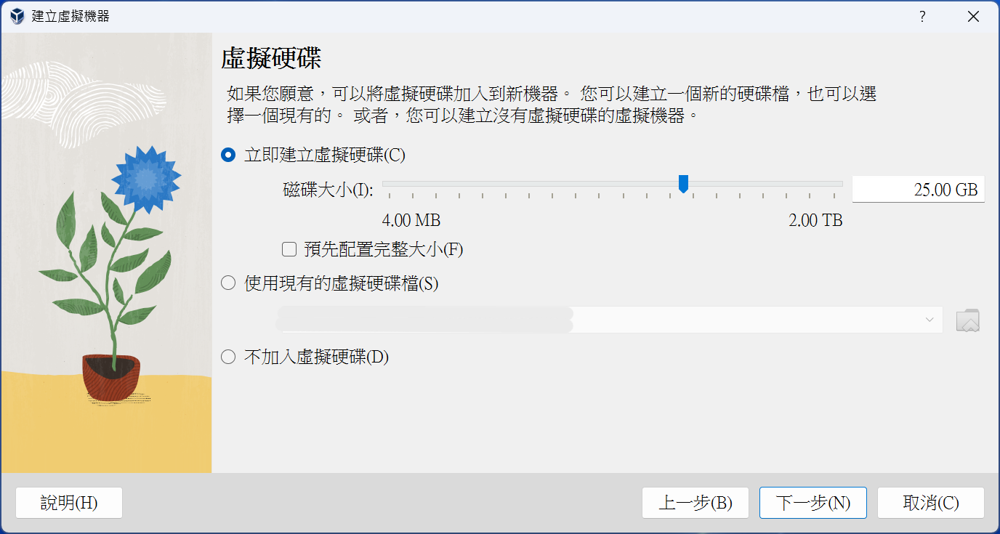 建立虛擬機器
?
虛擬硬碟
如果您願意，可以將虛擬硬碟加入到新機器。 您可以建立一個新的硬碟檔，也可以選
擇一個現有的。 或者，您可以建立沒有虛擬硬碟的虛擬機器。
立即建立虛擬硬碟(C)
磁碟大小(I):
25.00 GB
4.00 MB
2.00 TB
預先配置完整大小(F)
使用現有的虛擬硬碟檔(S)
不加入虛擬硬碟(D)
說明(H)
上一步(B)
下一步(N)
取消(C)